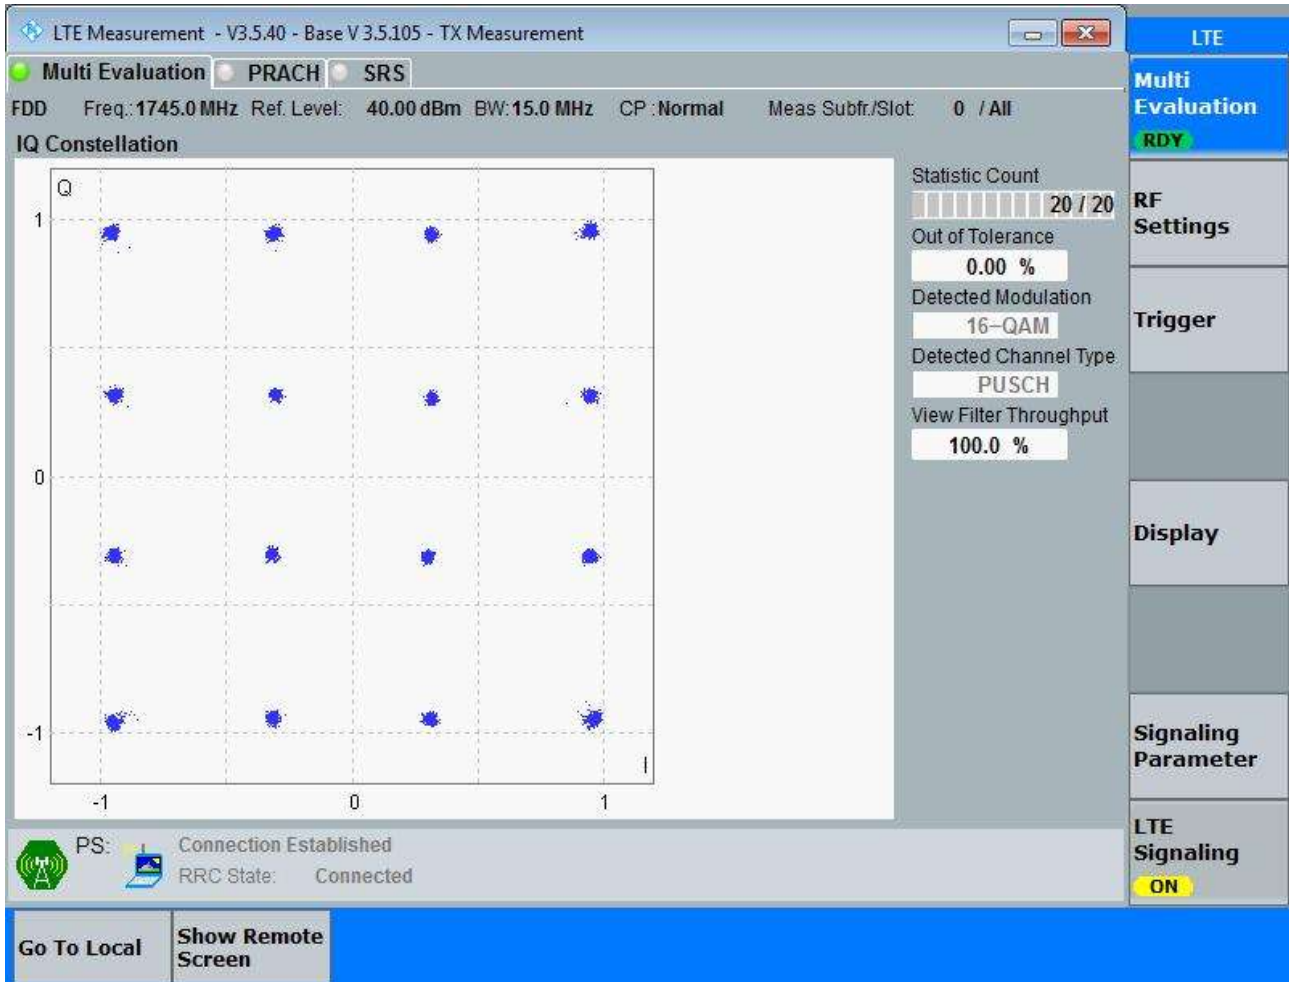 LTE Measurement - V3.5.40 - Base V 3.5.105 - TX Measurement
LTE
Multi Evaluation PRACH SRS
FDD Freq.:1745.0 MHz Ref. Level: 40.00 dBm BW:15.0 MHz CP :Normal Meas Subfr./Slot: 0 / All
IQ Constellation
Q
1
0
-1
I
-1 0 1
Statistic Count
20 / 20
Out of Tolerance
0.00 %
Detected Modulation
16-QAM
Detected Channel Type
PUSCH
View Filter Throughput
100.0 %
Multi
Evaluation
RDY
RF
Settings
Trigger
Display
Signaling
Parameter
LTE
Signaling
ON
PS: Connection Established
RRC State: Connected
Go To Local
Show Remote
Screen